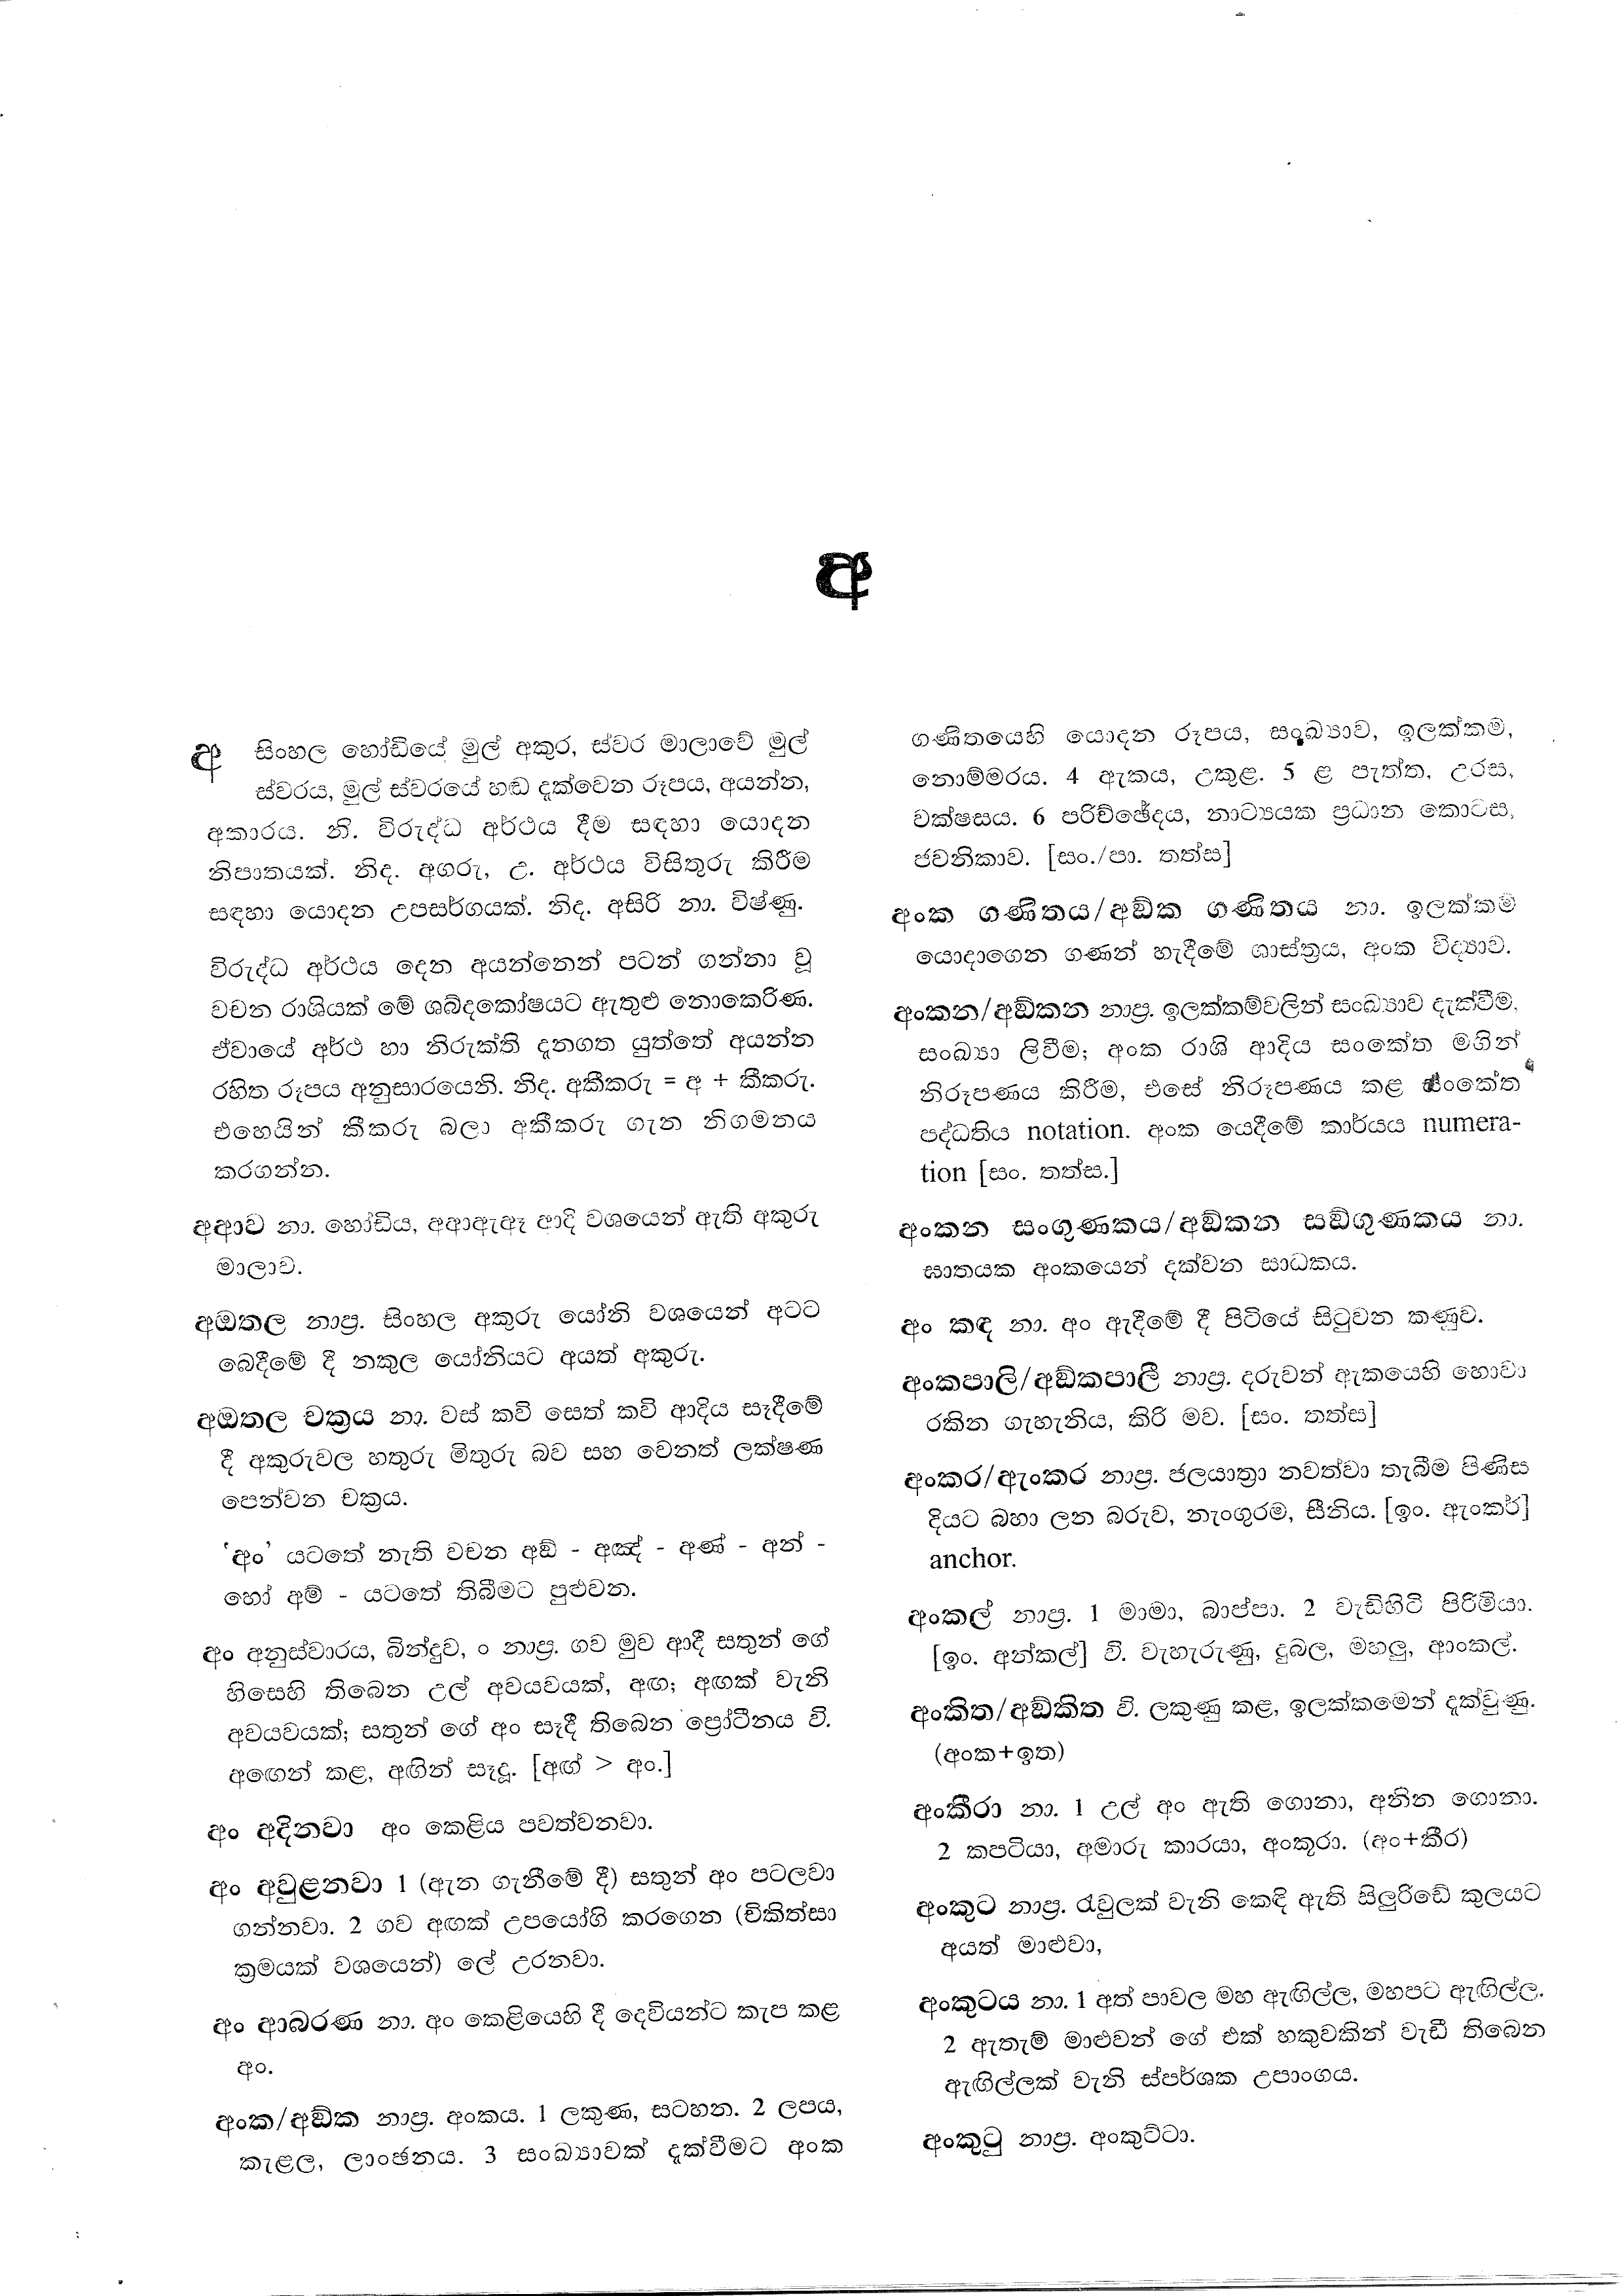 අ
අ සිංහල හෝඩියේ මුල් අකුර, ස්වර මාලාවේ මුල්
ස්වරය, මුල් ස්වරයේ හඬ දැක්වෙන රූපය, අයන්න,
අකාරය. නි. විරුද්ධ අර්ථය දීම සඳහා යොදන
නිපාතයක්. නිද. අගරු, උ. අර්ථය විසිතුරු කිරීම
සඳහා යොදන උපසර්ගයක්. නිද. අසිරි නා. විෂ්ණු.
විරුද්ධ අර්ථය දෙන අයන්නෙන් පටන් ගන්නා වූ
වචන රාශියක් මේ ශබ්දකෝෂයට ඇතුළු නොකෙරිණ.
ඒවායේ අර්ථ හා නිරුක්ති දැනගත යුත්තේ අයන්න
රහිත රූපය අනුසාරයෙනි. නිද. අකීකරු = අ + කීකරු.
එහෙයින් කීකරු බලා අකීකරු ගැන නිගමනය
කරගන්න.
අආව නා. හෝඩිය, අආඇඈ ආදි වශයෙන් ඇති අකුරු
මාලාව.
අඔතල නාප්‍ර. සිංහල අකුරු යෝනි වශයෙන් අටට
බෙදීමේ දී නකුල යෝනියට අයත් අකුරු.
අඔතල චක්‍රය නා. වස් කවි සෙත් කවි ආදිය සෑදීමේ
දී අකුරුවල හතුරු මිතුරු බව සහ වෙනත් ලක්ෂණ
පෙන්වන චක්‍රය.
‘අං’ යටතේ නැති වචන අඞ් - අඤ් - අණ් - අන් -
හෝ අම් - යටතේ තිබීමට පුළුවන.
අං අනුස්වාරය, බින්දුව, ං නාප්‍ර. ගව මුව ආදී සතුන් ගේ
හිසෙහි තිබෙන උල් අවයවයක්, අඟ; අඟක් වැනි
අවයවයක්; සතුන් ගේ අං සෑදී තිබෙන ප්‍රෝටීනය වි.
අඟෙන් කළ, අඟින් සෑදූ. [අඟ් > අං.]
අං අදිනවා අං කෙළිය පවත්වනවා.
අං අවුළනවා 1 (ඇන ගැනීමේ දී) සතුන් අං පටලවා
ගන්නවා. 2 ගව අඟක් උපයෝගි කරගෙන (චිකිත්සා
ක්‍රමයක් වශයෙන්) ලේ උරනවා.
අං ආබරණ නා. අං කෙළියෙහි දී දෙවියන්ට කැප කළ
අං.
අංක/අඞ්ක නාප්‍ර. අංකය. 1 ලකුණ, සටහන. 2 ලපය,
කැළල, ලාංඡනය. 3 සංඛ්‍යාවක් දැක්වීමට අංක
ගණිතයෙහි යොදන රූපය, සංඛ්‍යාව, ඉලක්කම,
නොම්මරය. 4 ඇකය, උකුළ. 5 ළ පැත්ත, උරස,
වක්ෂසය. 6 පරිච්ඡේදය, නාට්‍යයක ප්‍රධාන කොටස,
ජවනිකාව. [සං./පා. තත්ස]
අංක ගණිතය/අඞ්ක ගණිතය නා. ඉලක්කම්
යොදාගෙන ගණන් හැදීමේ ශාස්ත්‍රය, අංක විද්‍යාව.
අංකන/අඞ්කන නාප්‍ර. ඉලක්කම්වලින් සංඛ්‍යාව දැක්වීම,
සංඛ්‍යා ලිවීම; අංක රාශි ආදිය සංකේත මගින්
නිරූපණය කිරීම, එසේ නිරූපණය කළ සංකේත
පද්ධතිය notation. අංක යෙදීමේ කාර්යය numera-
tion [සං. තත්ස.]
අංකන සංගුණකය/අඞ්කන සඞ්ගුණකය නා.
ඝාතයක අංකයෙන් දක්වන සාධකය.
අං කඳ නා. අං ඇදීමේ දී පිටියේ සිටුවන කණුව.
අංකපාලි/අඞ්කපාලී නාප්‍ර. දරුවන් ඇකයෙහි හොවා
රකින ගැහැනිය, කිරි මව. [සං. තත්ස]
අංකර/ඇංකර නාප්‍ර. ජලයාත්‍රා නවත්වා තැබීම පිණිස
දියට බහා ලන බරුව, නැංගුරම, සීනිය. [ඉං. ඇංකර්]
anchor.
අංකල් නාප්‍ර. 1 මාමා, බාප්පා. 2 වැඩිහිටි පිරිමියා.
[ඉං. අන්කල්] වි. වැහැරුණු, දුබල, මහලු, ආංකල්.
අංකිත/අඞ්කිත වි. ලකුණු කළ, ඉලක්කමෙන් දැක්වුණු.
(අංක+ඉත)
අංකීරා නා. 1 උල් අං ඇති ගොනා, අනින ගොනා.
2 කපටියා, අමාරු කාරයා, අංකුරා. (අං+කීර)
අංකුට නාප්‍ර. රැවුලක් වැනි කෙඳි ඇති සිලුරිඩේ කුලයට
අයත් මාළුවා,
අංකුටය නා. 1 අත් පාවල මහ ඇඟිල්ල, මහපට ඇඟිල්ල.
2 ඇතැම් මාළුවන් ගේ එක් හකුවකින් වැඩී තිබෙන
ඇඟිල්ලක් වැනි ස්පර්ශක උපාංගය.
අංකුටු නාප්‍ර. අංකුට්ටා.